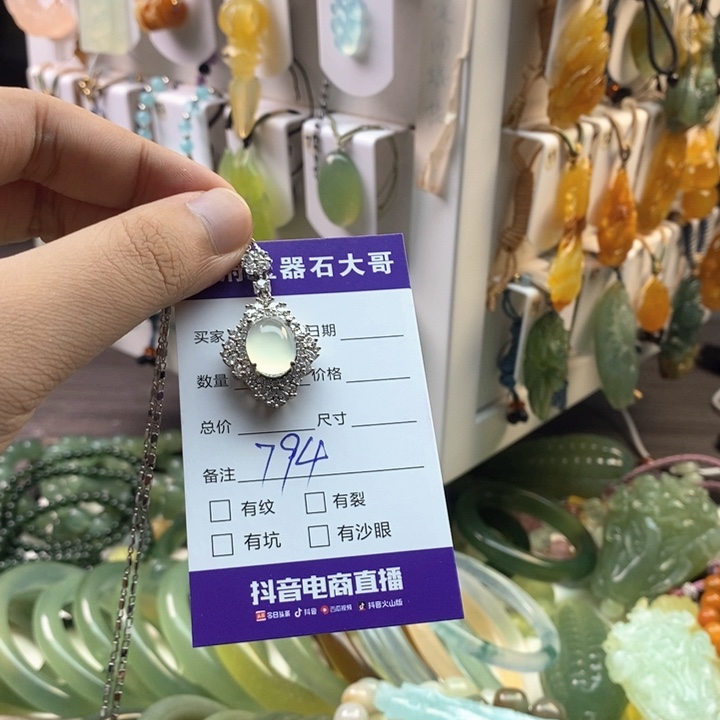 器石大哥
买家 日期
数量 价格
总价 尺寸
备注 794
有纹 有裂
有坑 有沙眼
抖音电商直播
今日头条 抖音 西瓜视频 抖音火山版